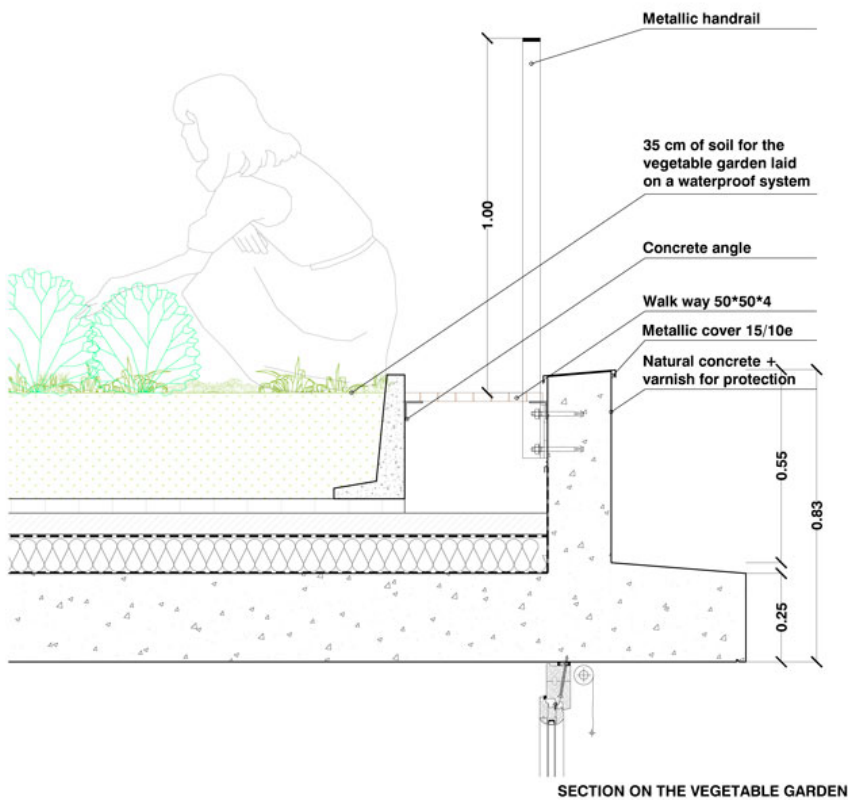 Metallic handrail
35 cm of soil for the
vegetable garden laid
on a waterproof system
1.00
Concrete angle
Walk way 50*50*4
Metallic cover 15/10e
Natural concrete +
varnish for protection
0.55
0.83
0.25
SECTION ON THE VEGETABLE GARDEN